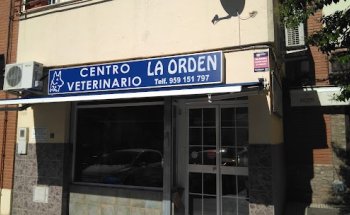 CENTRO
VETERINARIO
LA ORDEN
Telf. 959 151 797